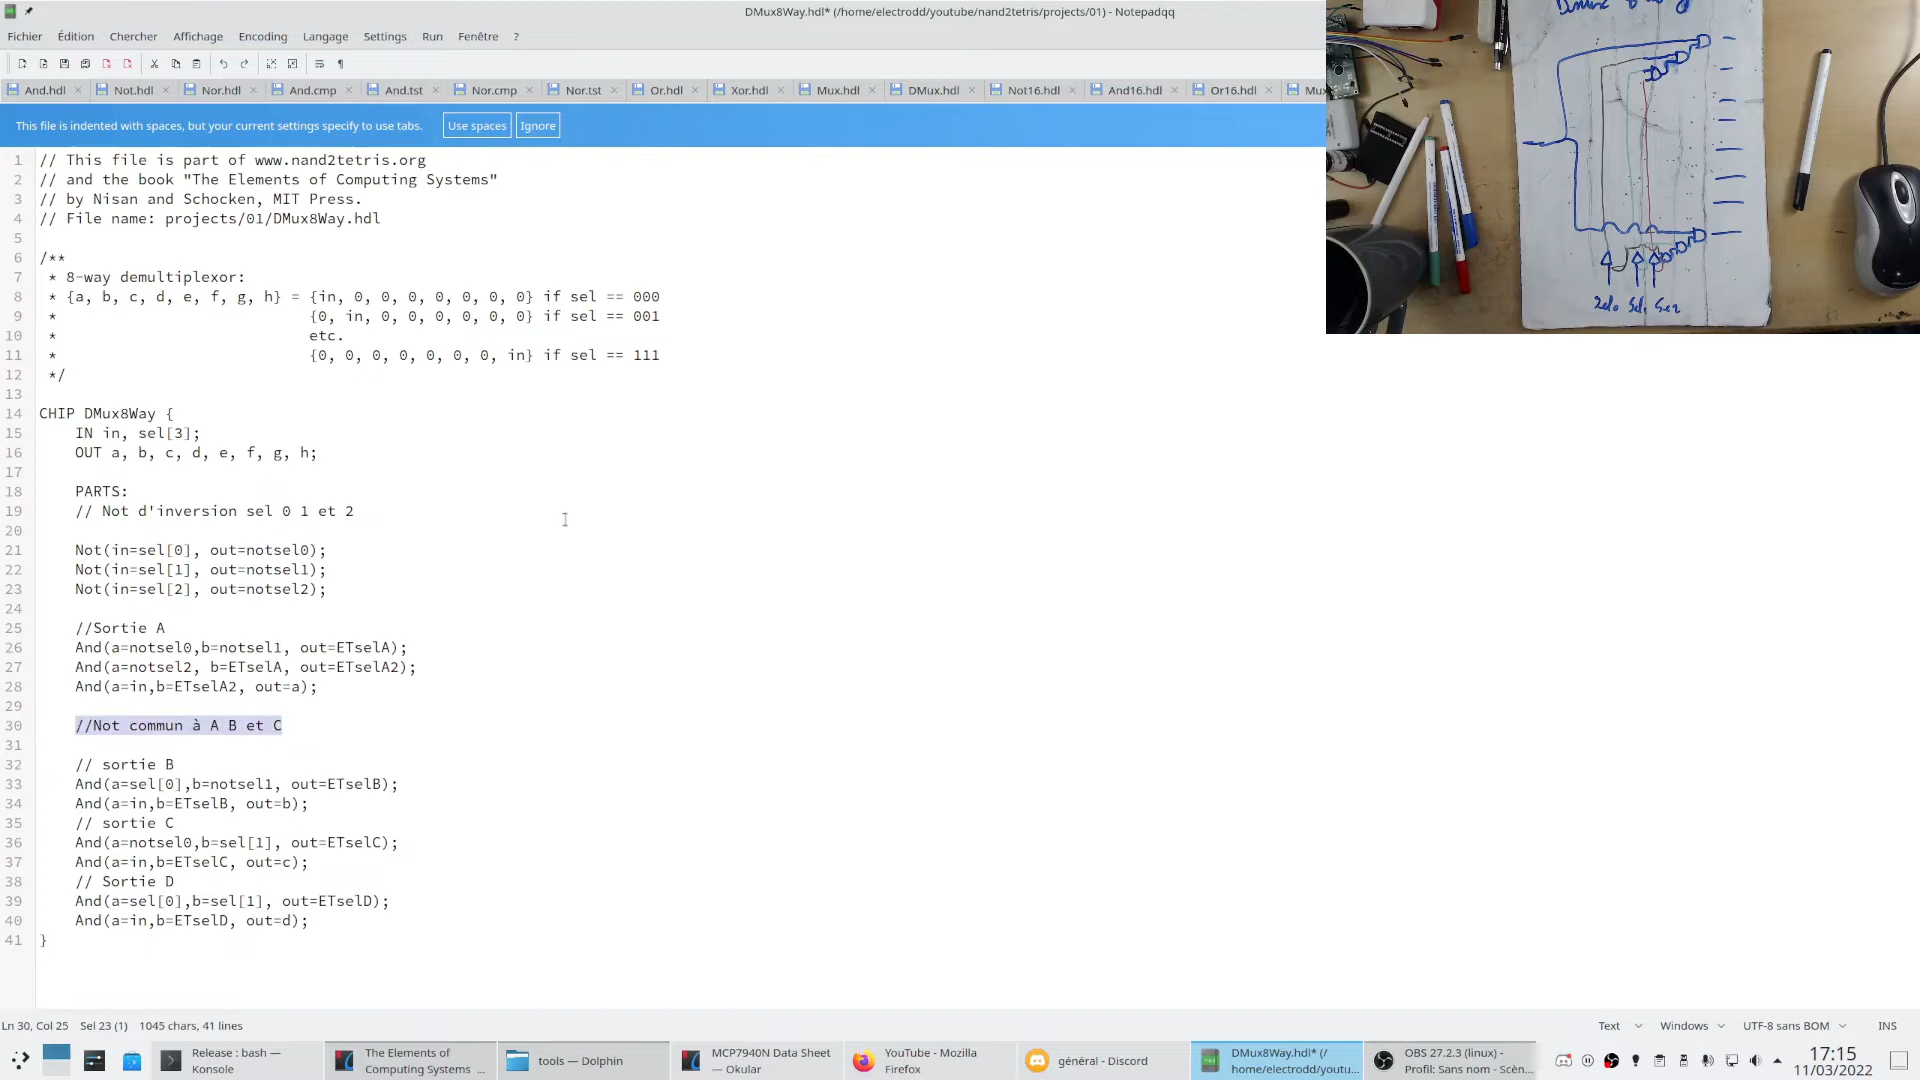 DMux8Way.hdl* (/home/electrodd/youtube/nand2tetris/projects/01) - Notepadqq
Fichier Édition Chercher Affichage Encoding Langage Settings Run Fenêtre ?
And.hdl Not.hdl Nor.hdl And.cmp And.tst Nor.cmp Nor.tst Or.hdl Xor.hdl Mux.hdl DMux.hdl Not16.hdl And16.hdl Or16.hdl
This file is indented with spaces, but your current settings specify to use tabs. Use spaces Ignore
1 // This file is part of www.nand2tetris.org
2 // and the book "The Elements of Computing Systems"
3 // by Nisan and Schocken, MIT Press.
4 // File name: projects/01/DMux8Way.hdl
5
6 /**
7 * 8-way demultiplexor:
8 * {a, b, c, d, e, f, g, h} = {in, 0, 0, 0, 0, 0, 0, 0} if sel == 000
9 * {0, in, 0, 0, 0, 0, 0, 0} if sel == 001
10 * etc.
11 * {0, 0, 0, 0, 0, 0, 0, in} if sel == 111
12 */
13
14 CHIP DMux8Way {
15 IN in, sel[3];
16 OUT a, b, c, d, e, f, g, h;
17
18 PARTS:
19 // Not d'inversion sel 0 1 et 2
20
21 Not(in=sel[0], out=notsel0);
22 Not(in=sel[1], out=notsel1);
23 Not(in=sel[2], out=notsel2);
24
25 //Sortie A
26 And(a=notsel0,b=notsel1, out=ETselA);
27 And(a=notsel2, b=ETselA, out=ETselA2);
28 And(a=in,b=ETselA2, out=a);
29
30 //Not commun à A B et C
31
32 // sortie B
33 And(a=sel[0],b=notsel1, out=ETselB);
34 And(a=in,b=ETselB, out=b);
35 // sortie C
36 And(a=notsel0,b=sel[1], out=ETselC);
37 And(a=in,b=ETselC, out=c);
38 // Sortie D
39 And(a=sel[0],b=sel[1], out=ETselD);
40 And(a=in,b=ETselD, out=d);
41 }
Ln 30, Col 25 Sel 23 (1) 1045 chars, 41 lines Text Windows UTF-8 sans BOM INS
Release : bash — Konsole
The Elements of Computing Systems ...
tools — Dolphin
MCP7940N Data Sheet — Okular
YouTube - Mozilla Firefox
général - Discord
DMux8Way.hdl* (/ home/electrodd/youtu...
OBS 27.2.3 (linux) - Profil: Sans nom - Scèn...
17:15
11/03/2022